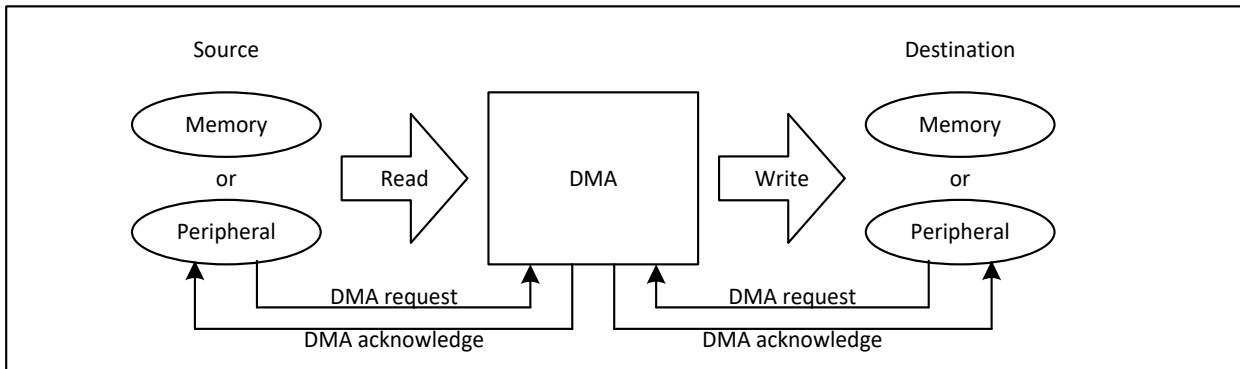 Source
Destination
Memory
Memory
or
Read
DMA
Write
or
Peripheral
Peripheral
DMA request
DMA request
DMA acknowledge
DMA acknowledge